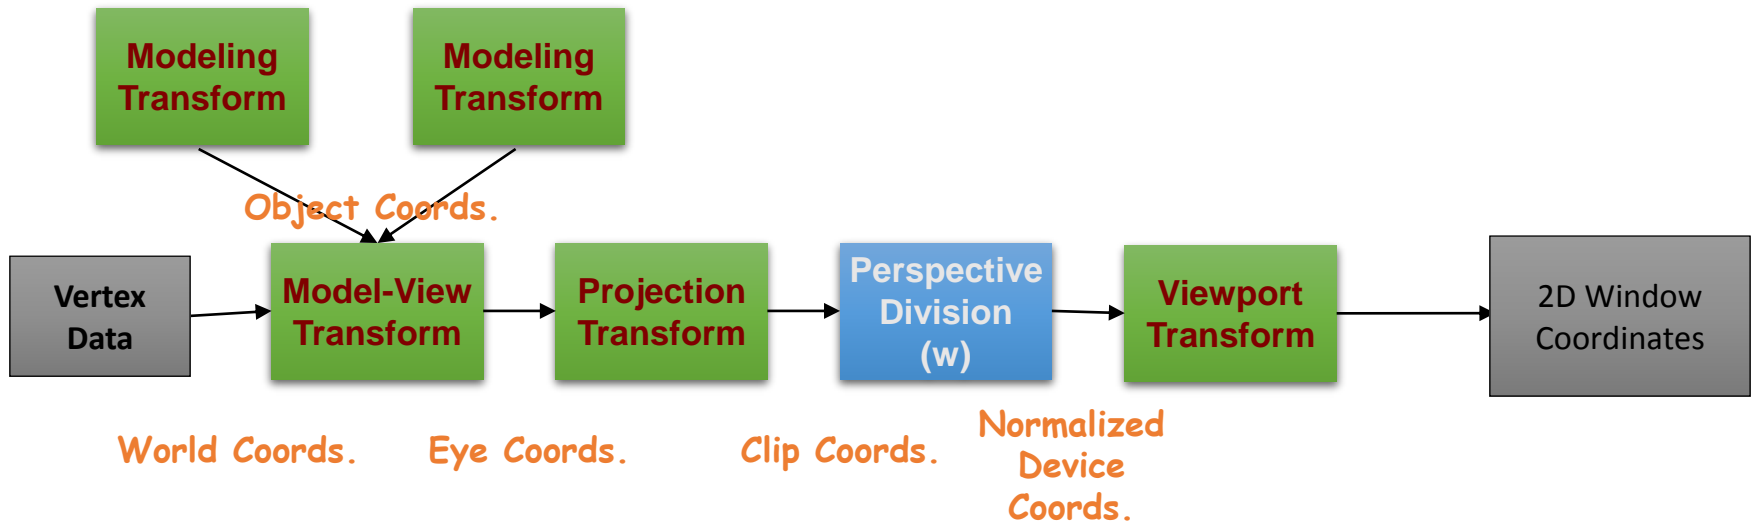 Modeling
Transform
Modeling
Transform
Object Coords.
Vertex
Data
Model-View
Transform
Projection
Transform
Perspective
Division
(w)
Viewport
Transform
2D Window
Coordinates
World Coords.
Eye Coords.
Clip Coords.
Normalized
Device
Coords.